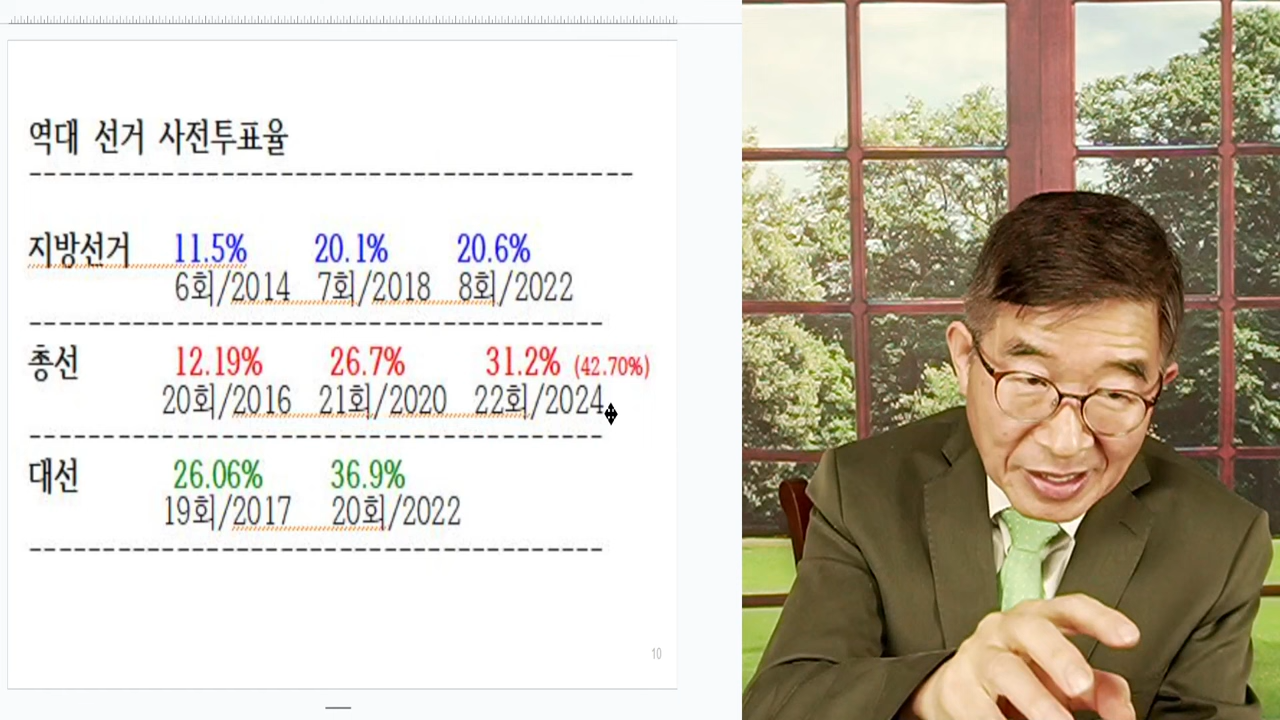 역대 선거 사전투표율
지방선거 11.5% 20.1% 20.6%
6회/2014 7회/2018 8회/2022
총선 12.19% 26.7% 31.2% (42.70%)
20회/2016 21회/2020 22회/2024
대선 26.06% 36.9%
19회/2017 20회/2022
10